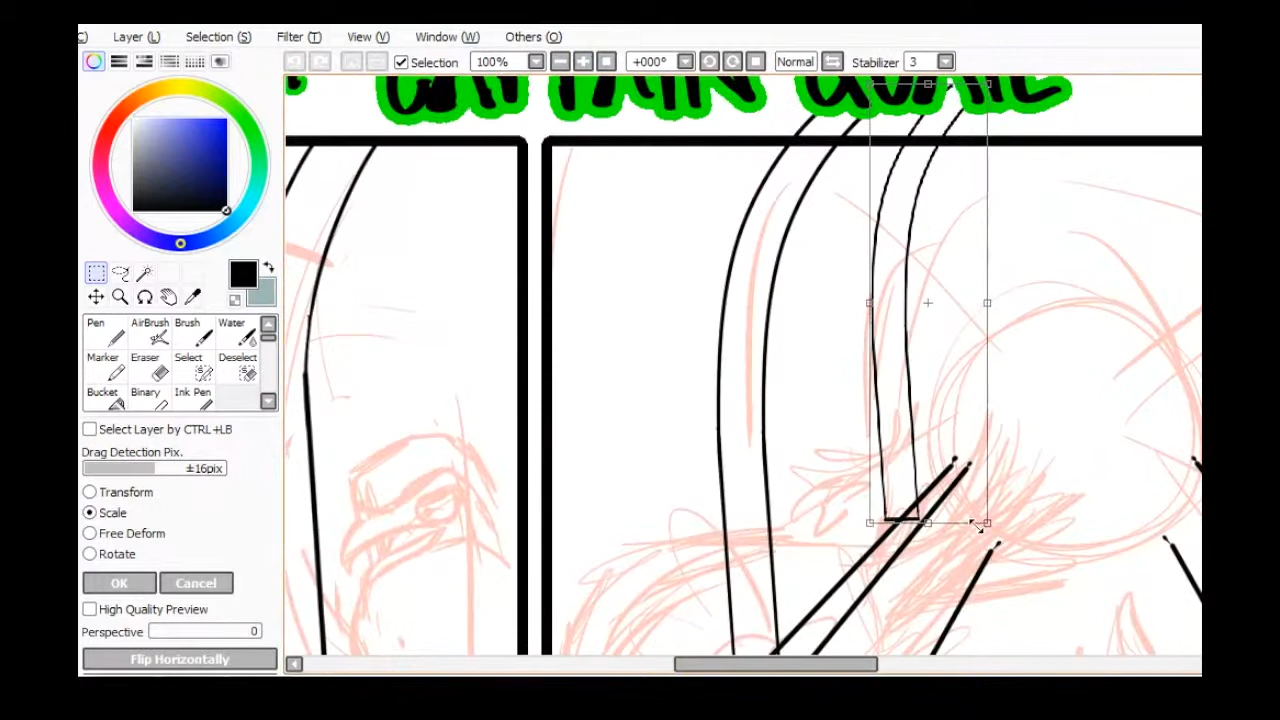 Layer (L) Selection (S) Filter (T) View (V) Window (W) Others (O)
Selection 100% +000° Normal Stabilizer 3
CAPTAIN
Pen AirBrush Brush Water
Marker Eraser Select Deselect
Bucket Binary Ink Pen
Select Layer by CTRL+LB
Drag Detection Pix.
±16pix
Transform
Scale
Free Deform
Rotate
OK Cancel
High Quality Preview
Perspective 0
Flip Horizontally